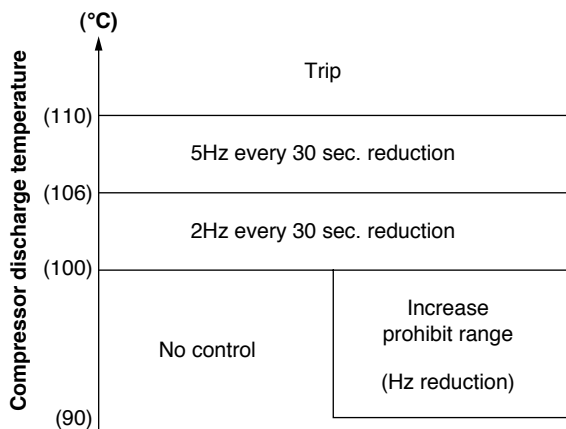 (°C)
Compressor discharge temperature
Trip
(110)
5Hz every 30 sec. reduction
(106)
2Hz every 30 sec. reduction
(100)
No control
Increase
prohibit range
(Hz reduction)
(90)